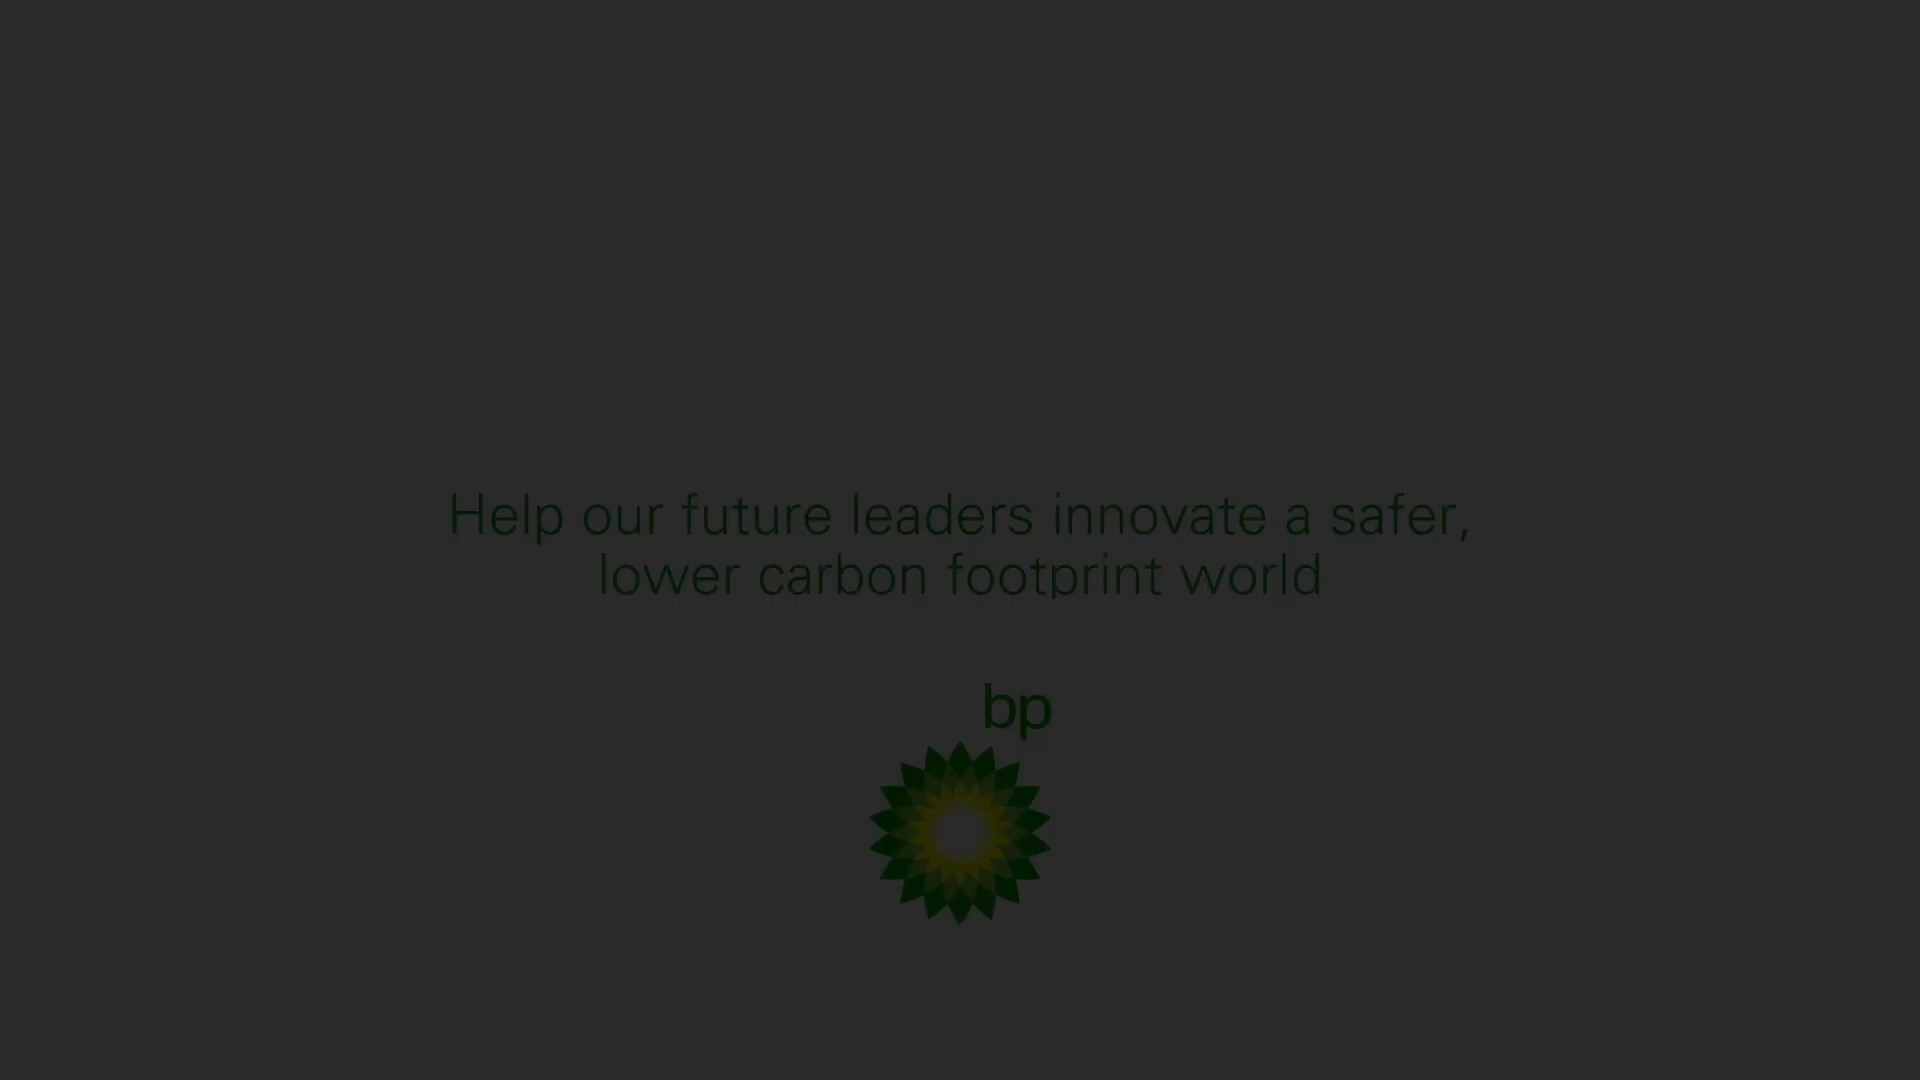 Help our future leaders innovate a safer,
lower carbon footprint world
bp